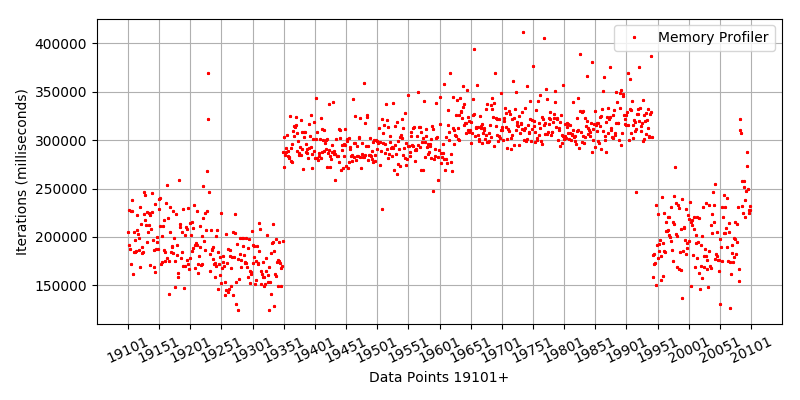 Memory Profiler
400000
350000
300000
250000
200000
150000
Iterations (milliseconds)
19101 19151 19201 19251 19301 19351 19401 19451 19501 19551 19601 19651 19701 19751 19801 19851 19901 19951 20001 20051 20101
Data Points 19101+